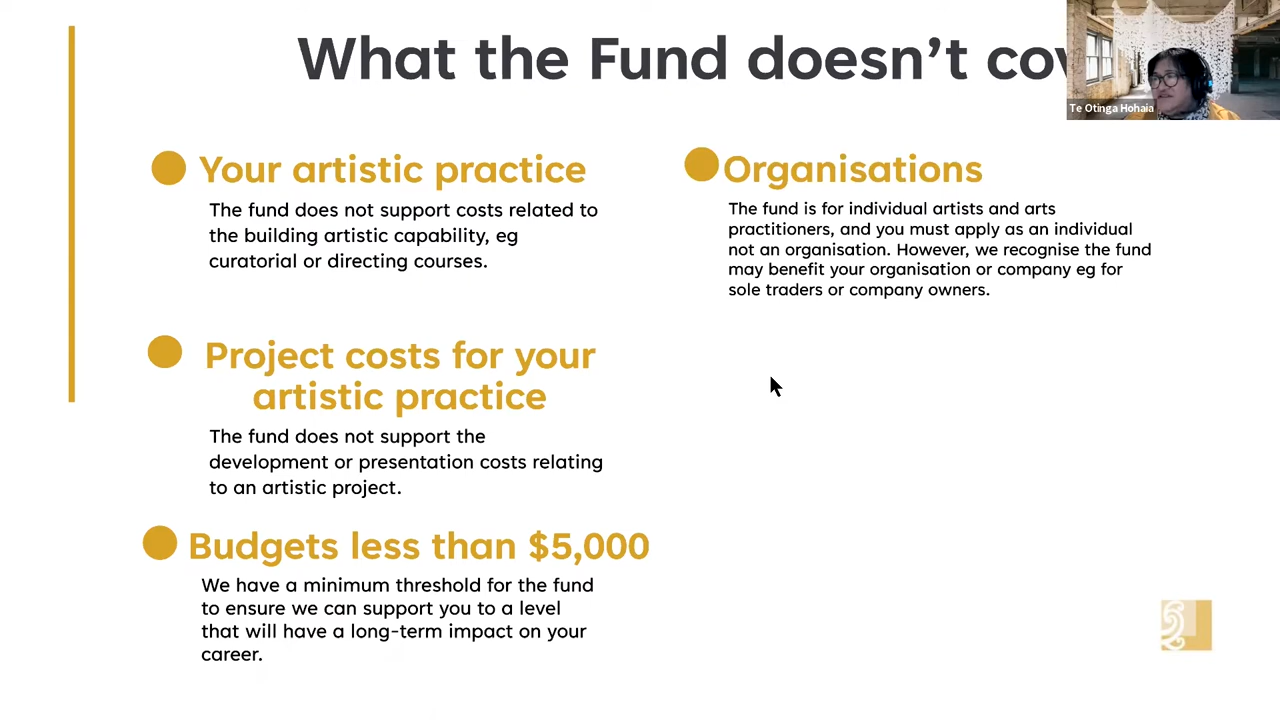 What the Fund doesn’t cov
Te Otinga Hohaia
Your artistic practice
The fund does not support costs related to
the building artistic capability, eg
curatorial or directing courses.
Project costs for your
artistic practice
The fund does not support the
development or presentation costs relating
to an artistic project.
Budgets less than $5,000
We have a minimum threshold for the fund
to ensure we can support you to a level
that will have a long-term impact on your
career.
Organisations
The fund is for individual artists and arts
practitioners, and you must apply as an individual
not an organisation. However, we recognise the fund
may benefit your organisation or company eg for
sole traders or company owners.